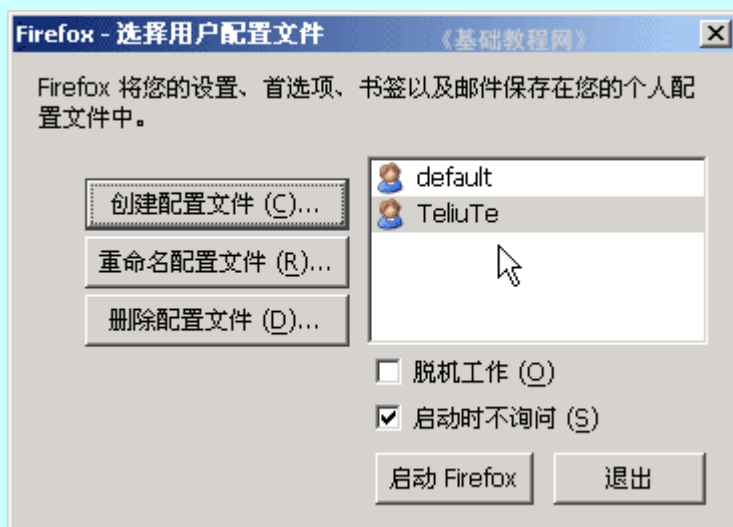 Firefox - 选择用户配置文件
《基础教程网》
Firefox 将您的设置、首选项、书签以及邮件保存在您的个人配
置文件中。
创建配置文件 (C)...
重命名配置文件 (R)...
删除配置文件 (D)...
default
TeliuTe
脱机工作 (O)
启动时不询问 (S)
启动 Firefox
退出